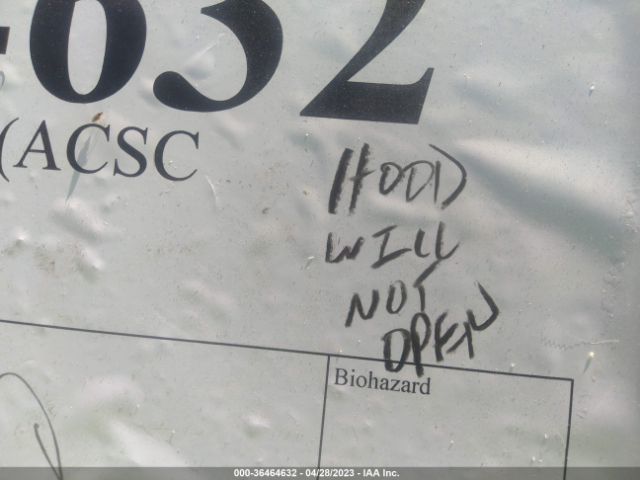 -632
(ACSC
HOOD
WILL
NOT
OPEN
Biohazard
000-36464632 - 04/28/2023 - IAA Inc.